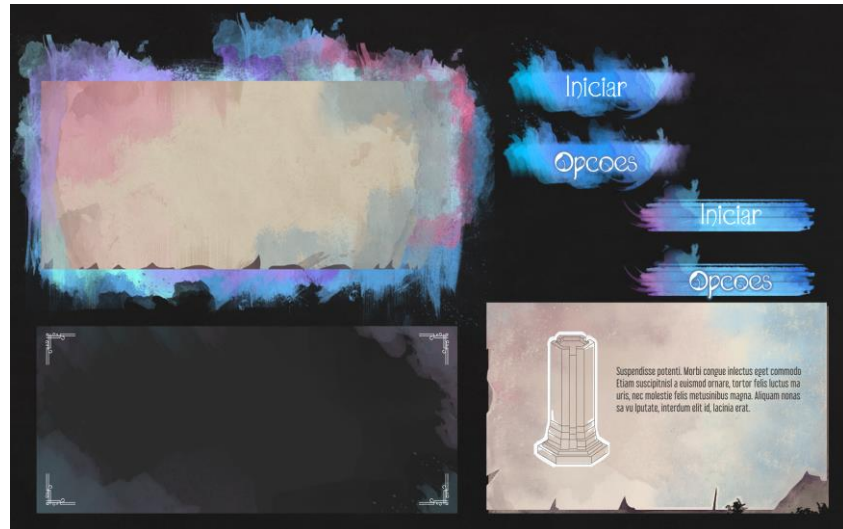 Iniciar
Opcoes
Iniciar
Opcoes
Suspendisse potenti. Morbi congue inlectus eget commodo
Etiam suscipitnisl a euismod ornare, tortor felis luctus ma
uris, nec molestie felis metusinibus magna. Aliquam nonas
sa vu lputate, interdum elit id, lacinia erat.